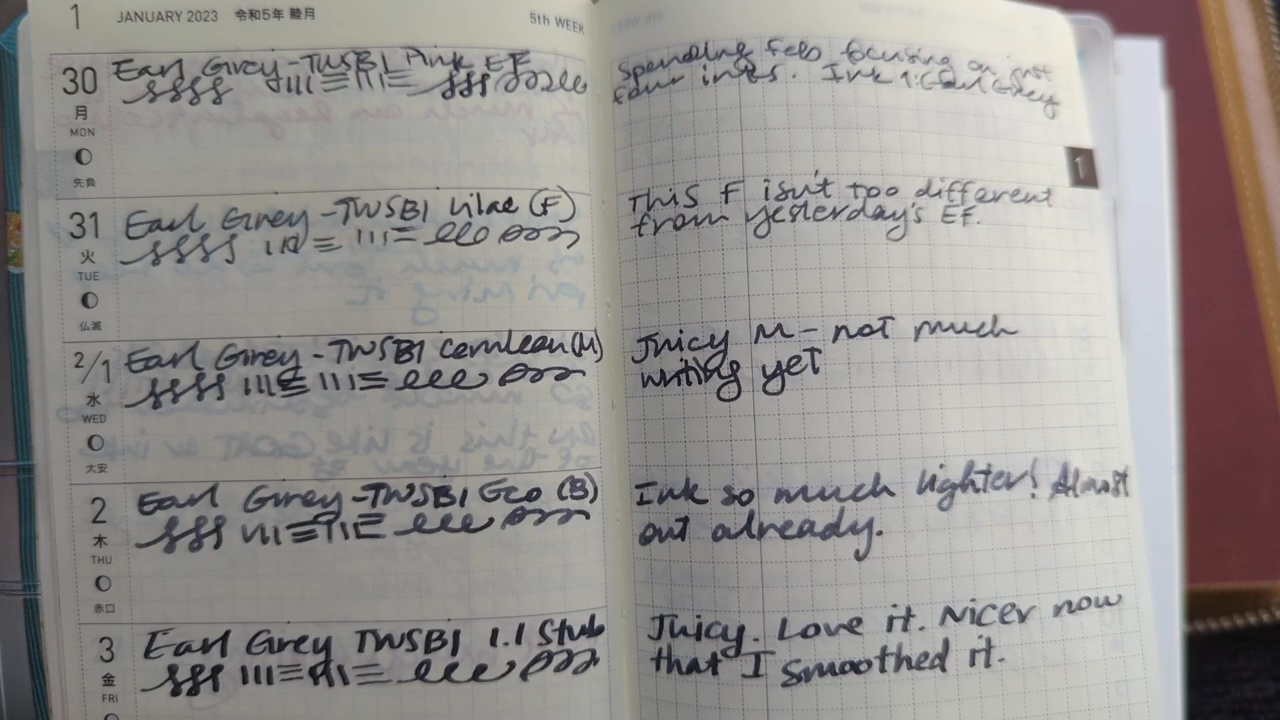 1 JANUARY 2023 令和5年 睦月 5th WEEK
30 Earl Grey-TWSBI Pink EF
月
MON
先負
Spending Feb focusing on just
four inks. Ink 1: Earl Grey
1
31 Earl Grey-TWSBI Lilac (F)
火
TUE
仏滅
This F isn't too different
from yesterday's EF.
2/1 Earl Grey-TWSBI Cerulean (M)
水
WED
大安
Juicy M- not much
writing yet
2 Earl Grey-TWSBI Eco (B)
木
THU
赤口
Ink so much lighter! Almost
out already.
3 Earl Grey TWSBI 1.1 Stub
金
FRI
Juicy. Love it. Nicer now
that I smoothed it.